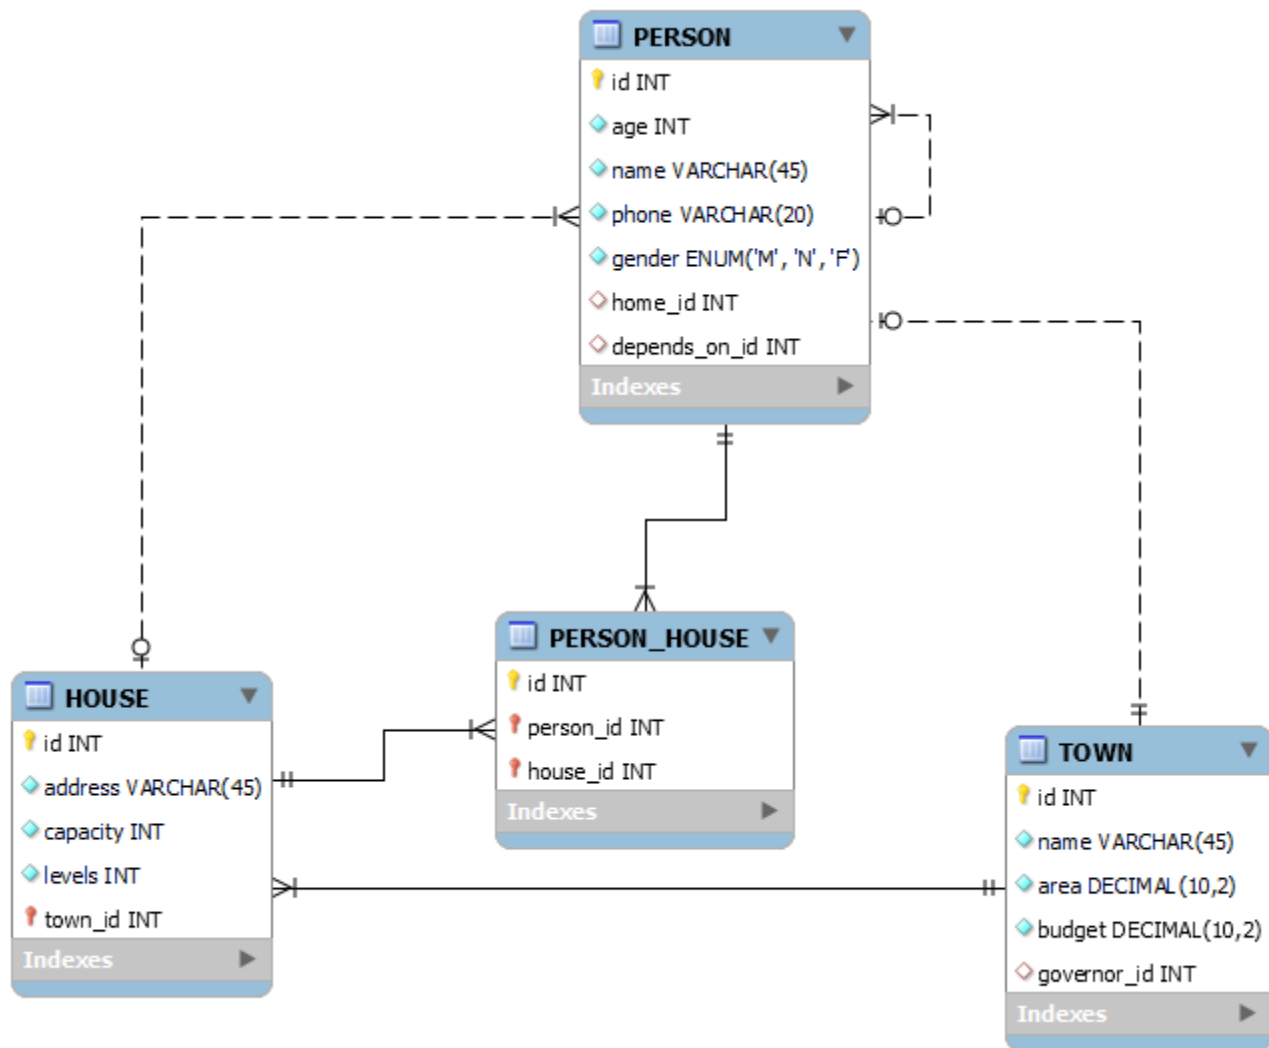 PERSON
id INT
age INT
name VARCHAR(45)
phone VARCHAR(20)
gender ENUM('M', 'N', 'F')
home_id INT
depends_on_id INT
Indexes
PERSON_HOUSE
id INT
person_id INT
house_id INT
Indexes
HOUSE
id INT
address VARCHAR(45)
capacity INT
levels INT
town_id INT
Indexes
TOWN
id INT
name VARCHAR(45)
area DECIMAL(10,2)
budget DECIMAL(10,2)
governor_id INT
Indexes